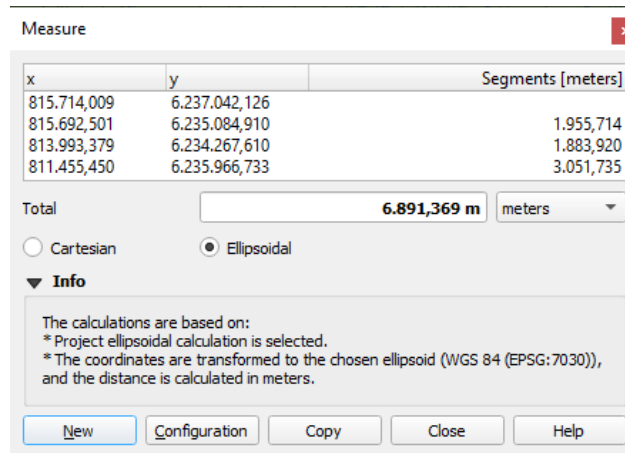 Measure
x y Segments [meters]
815.714,009 6.237.042,126
815.692,501 6.235.084,910 1.955,714
813.993,379 6.234.267,610 1.883,920
811.455,450 6.235.966,733 3.051,735
Total 6.891,369 m meters
Cartesian Ellipsoidal
Info
The calculations are based on:
* Project ellipsoidal calculation is selected.
* The coordinates are transformed to the chosen ellipsoid (WGS 84 (EPSG:7030)),
and the distance is calculated in meters.
New Configuration Copy Close Help